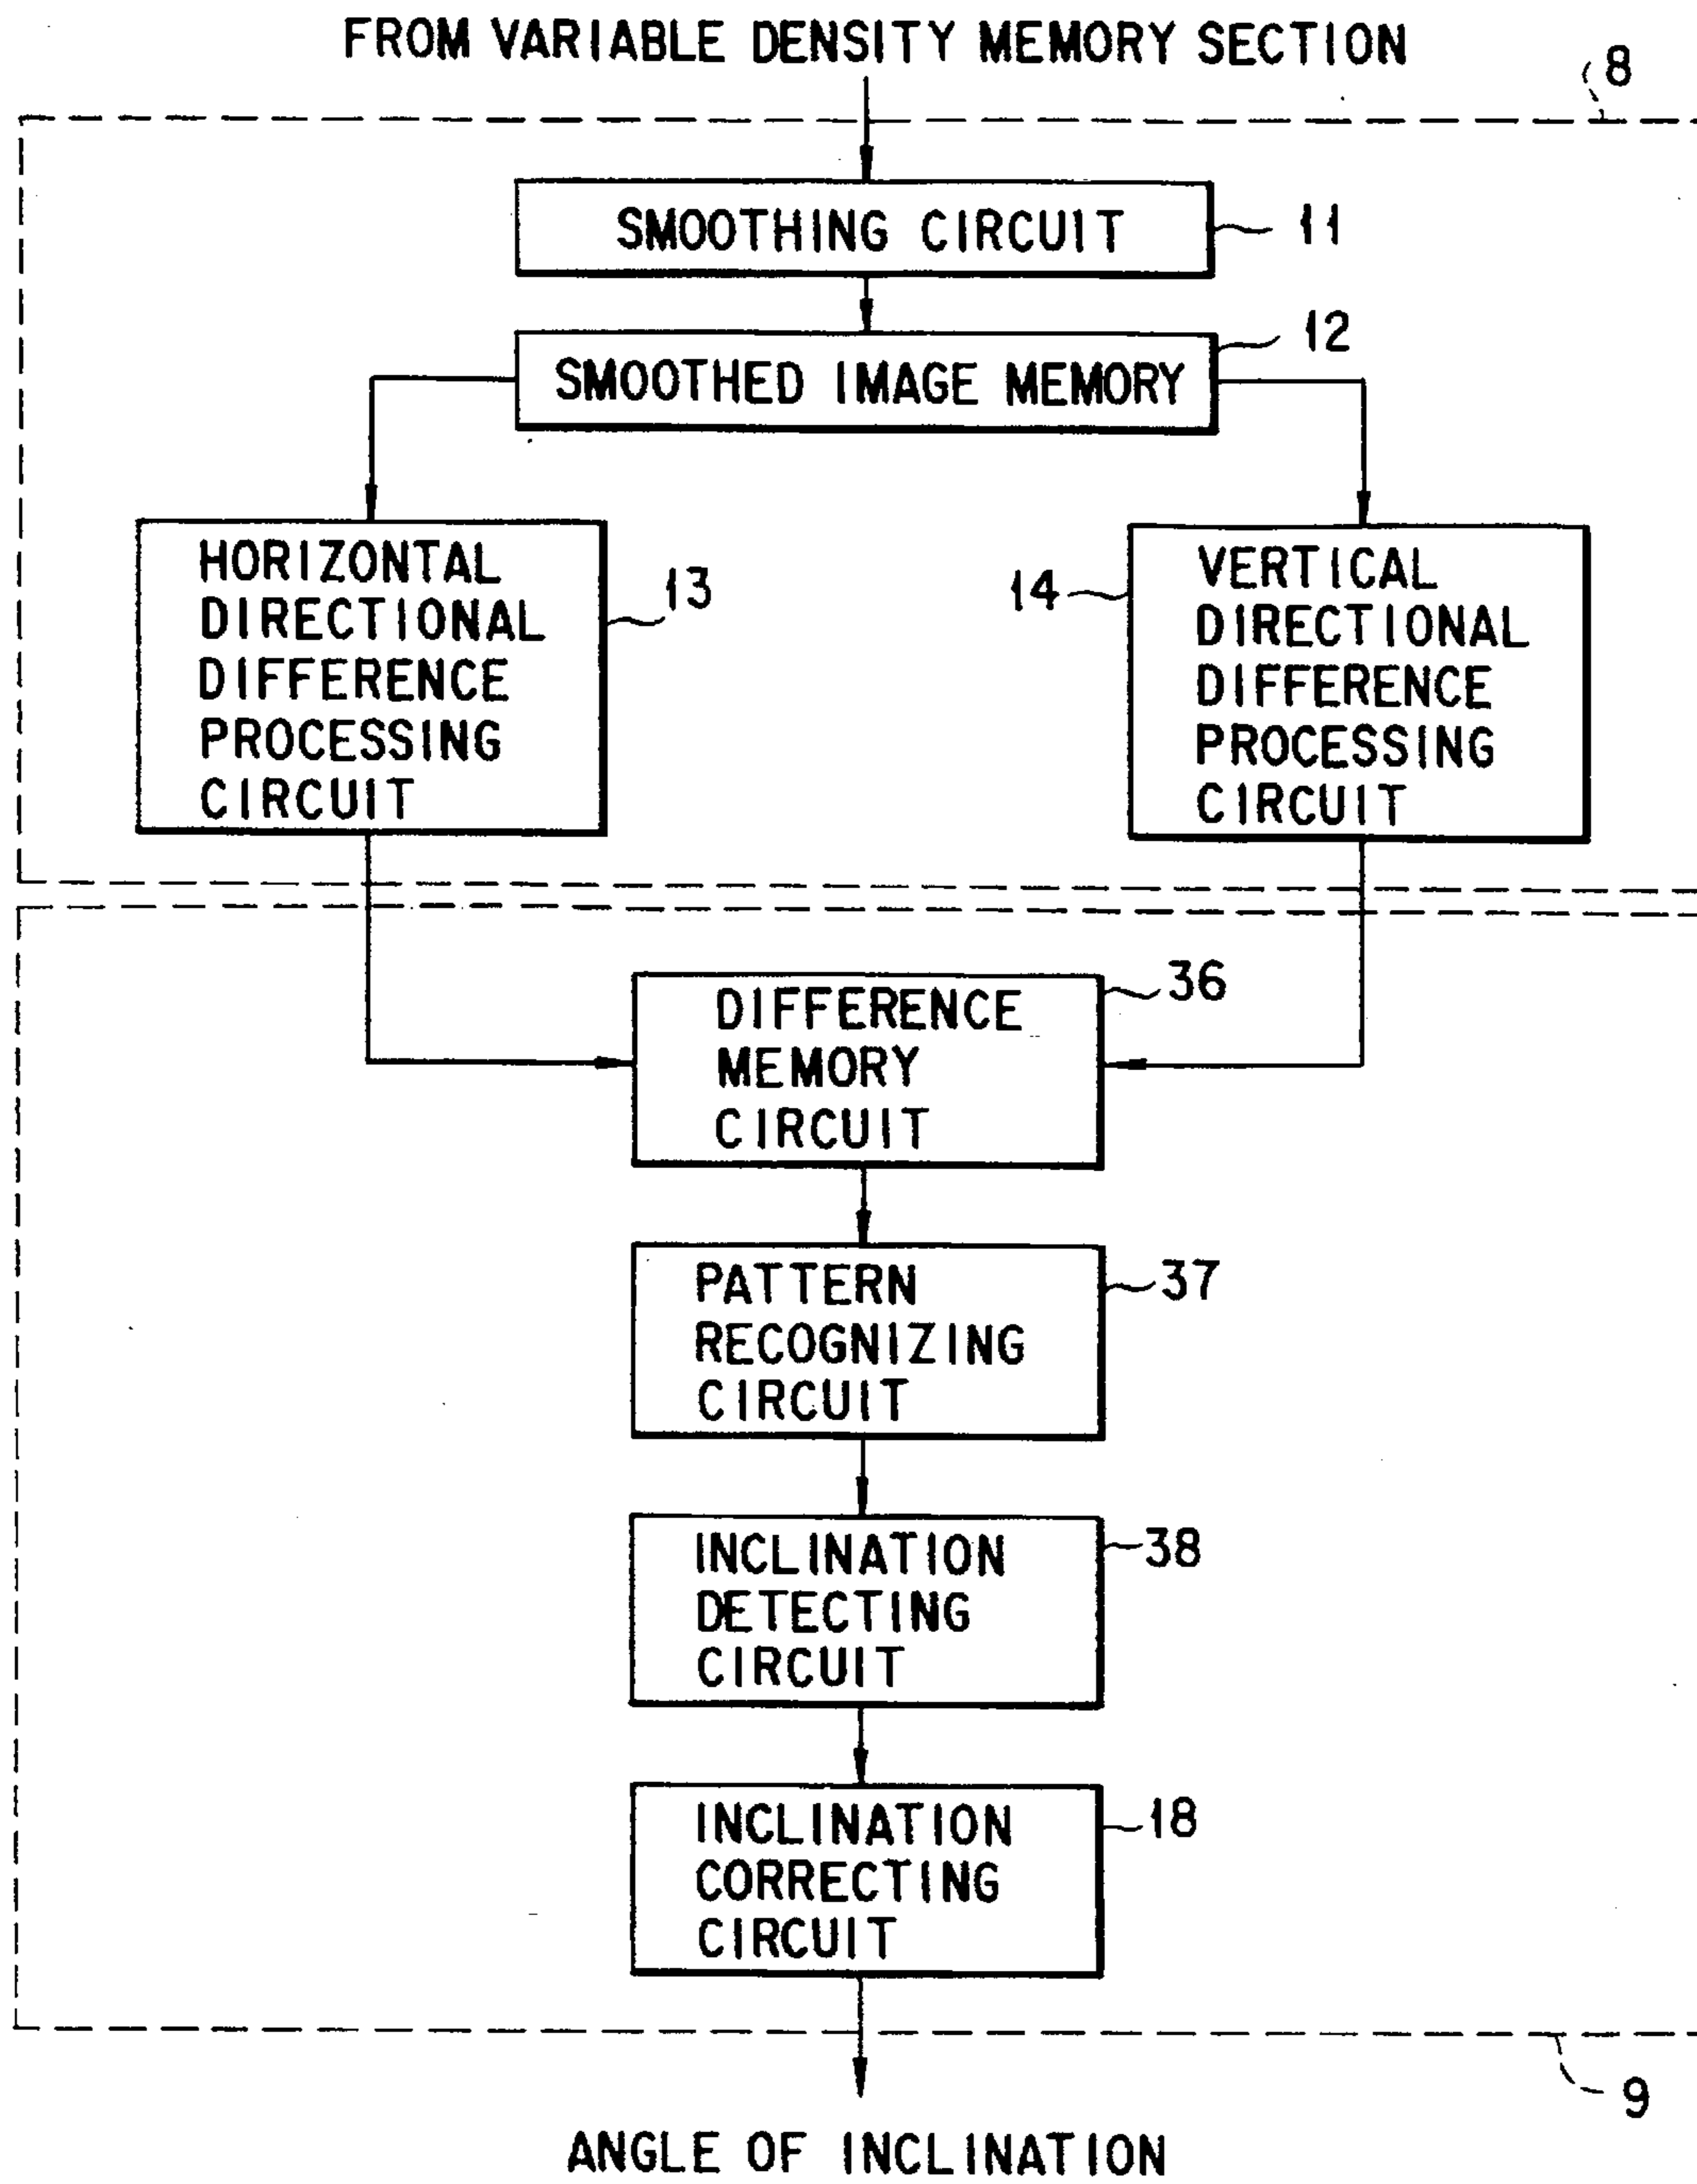 FROM VARIABLE DENSITY MEMORY SECTION
8
SMOOTHING CIRCUIT
11
12
SMOOTHED IMAGE MEMORY
HORIZONTAL
DIRECTIONAL
DIFFERENCE
PROCESSING
CIRCUIT
13
14
VERTICAL
DIRECTIONAL
DIFFERENCE
PROCESSING
CIRCUIT
DIFFERENCE
MEMORY
CIRCUIT
36
PATTERN
RECOGNIZING
CIRCUIT
37
INCLINATION
DETECTING
CIRCUIT
38
INCLINATION
CORRECTING
CIRCUIT
18
9
ANGLE OF INCLINATION